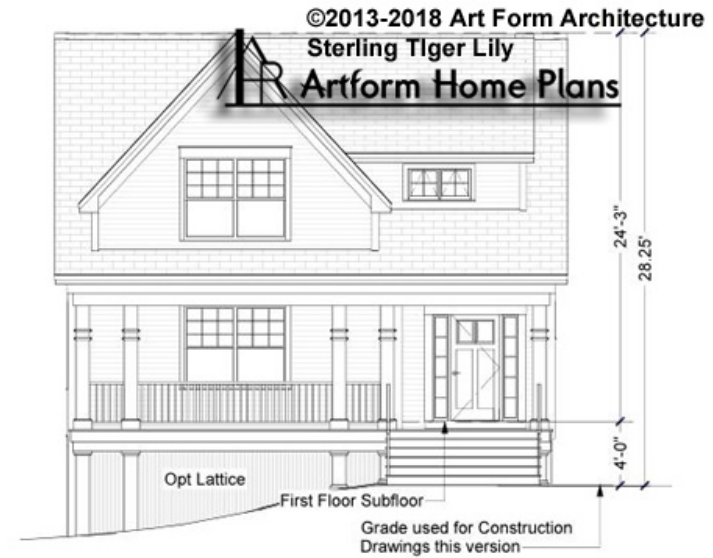 ©2013-2018 Art Form Architecture
Sterling TIger Lily
Artform Home Plans
24'-3"
28.25'
4'-0"
Opt Lattice
First Floor Subfloor
Grade used for Construction
Drawings this version